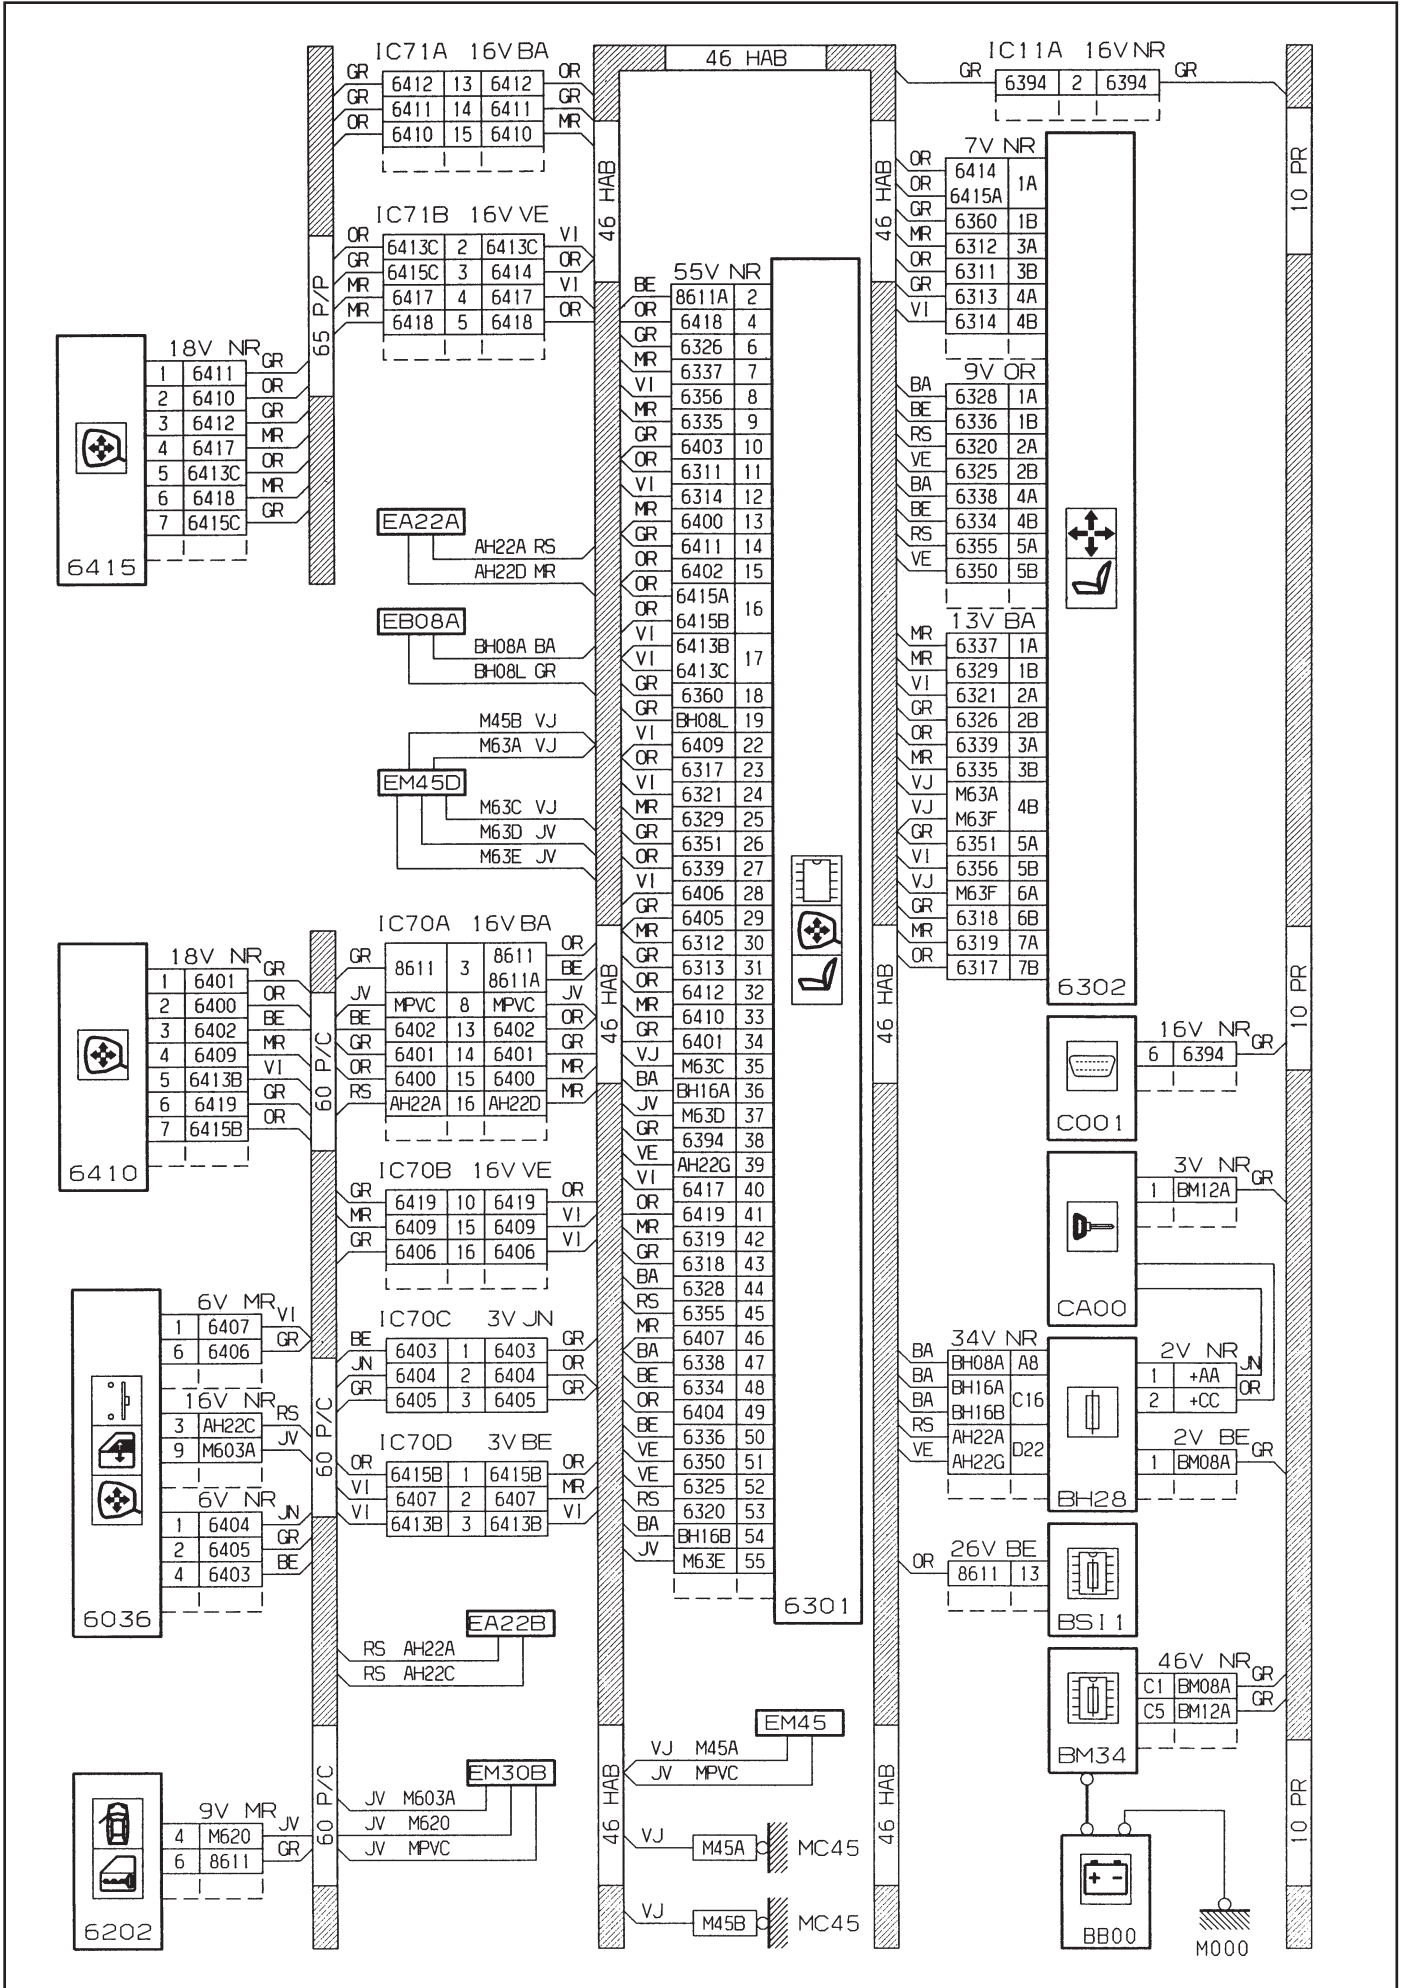 IC71A 16V BA
GR 6412 13 6412 OR
GR 6411 14 6411 GR
OR 6410 15 6410 MR
IC71B 16V VE
OR 6413C 2 6413C VI
GR 6415C 3 6414 OR
MR 6417 4 6417 VI
MR 6418 5 6418 OR
65 P/P
18V NR
1 6411 GR
2 6410 OR
3 6412 GR
4 6417 MR
5 6413C OR
6 6418 MR
7 6415C GR
6415
EA22A
AH22A RS
AH22D MR
EB08A
BH08A BA
BH08L GR
M45B VJ
M63A VJ
EM45D
M63C VJ
M63D JV
M63E JV
IC70A 16V BA
GR 8611 3 8611 OR
8611A BE
JV MPVC 8 MPVC JV
BE 6402 13 6402 OR
GR 6401 14 6401 GR
OR 6400 15 6400 MR
RS AH22A 16 AH22D MR
18V NR
1 6401 GR
2 6400 OR
3 6402 BE
4 6409 MR
5 6413B VI
6 6419 GR
7 6415B OR
6410
60 P/C
IC70B 16V VE
GR 6419 10 6419 OR
MR 6409 15 6409 VI
GR 6406 16 6406 VI
IC70C 3V JN
BE 6403 1 6403 GR
JN 6404 2 6404 OR
GR 6405 3 6405 GR
IC70D 3V BE
OR 6415B 1 6415B OR
VI 6407 2 6407 MR
VI 6413B 3 6413B VI
6V MR
1 6407 VI
6 6406 GR
16V NR
3 AH22C RS
9 M603A JV
6V NR
1 6404 JN
2 6405 GR
4 6403 BE
6036
60 P/C
EA22B
RS AH22A
RS AH22C
EM30B
JV M603A
JV M620
JV MPVC
60 P/C
9V MR
4 M620 JV
6 8611 GR
6202
46 HAB
46 HAB
46 HAB
46 HAB
55V NR
BE 8611A 2
OR 6418 4
GR 6326 6
MR 6337 7
VI 6356 8
MR 6335 9
GR 6403 10
OR 6311 11
VI 6314 12
MR 6400 13
GR 6411 14
OR 6402 15
OR 6415A 16
OR 6415B
VI 6413B 17
VI 6413C
GR 6360 18
GR BH08L 19
VI 6409 22
OR 6317 23
VI 6321 24
MR 6329 25
GR 6351 26
OR 6339 27
VI 6406 28
GR 6405 29
MR 6312 30
GR 6313 31
OR 6412 32
MR 6410 33
GR 6401 34
VJ M63C 35
BA BH16A 36
JV M63D 37
GR 6394 38
VE AH22G 39
VI 6417 40
OR 6419 41
MR 6319 42
GR 6318 43
BA 6328 44
RS 6355 45
MR 6407 46
BA 6338 47
BE 6334 48
OR 6404 49
BE 6336 50
VE 6350 51
VE 6325 52
RS 6320 53
BA BH16B 54
JV M63E 55
6301
EM45
VJ M45A
JV MPVC
VJ M45A MC45
VJ M45B MC45
46 HAB
46 HAB
46 HAB
IC11A 16V NR
GR 6394 2 6394 GR
7V NR
OR 6414 1A
OR 6415A
GR 6360 1B
MR 6312 3A
OR 6311 3B
GR 6313 4A
VI 6314 4B
9V OR
BA 6328 1A
BE 6336 1B
RS 6320 2A
VE 6325 2B
BA 6338 4A
BE 6334 4B
RS 6355 5A
VE 6350 5B
13V BA
MR 6337 1A
MR 6329 1B
VI 6321 2A
GR 6326 2B
OR 6339 3A
MR 6335 3B
VJ M63A 4B
VJ M63F
GR 6351 5A
VI 6356 5B
VJ M63F 6A
GR 6318 6B
MR 6319 7A
OR 6317 7B
6302
16V NR
6 6394 GR
C001
3V NR
1 BM12A GR
CA00
34V NR
BA BH08A A8
BA BH16A C16
BA BH16B
RS AH22A D22
VE AH22G
2V NR
1 +AA JN
2 +CC OR
2V BE
1 BM08A GR
BH28
26V BE
OR 8611 13
BSI1
46V NR
C1 BM08A GR
C5 BM12A GR
BM34
+ -
BB00
M000
10 PR
10 PR
10 PR